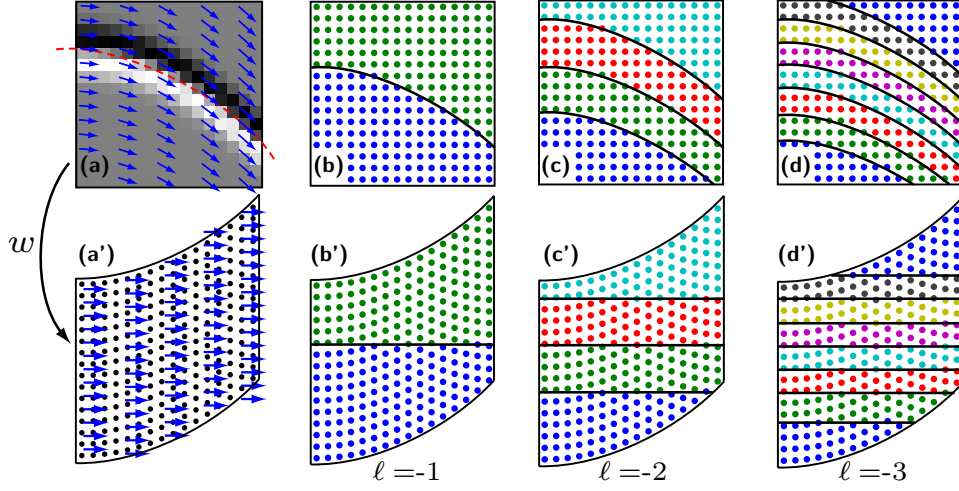 (a) (b) (c) (d)
w
(a') (b') (c') (d')
ℓ =-1 ℓ =-2 ℓ =-3